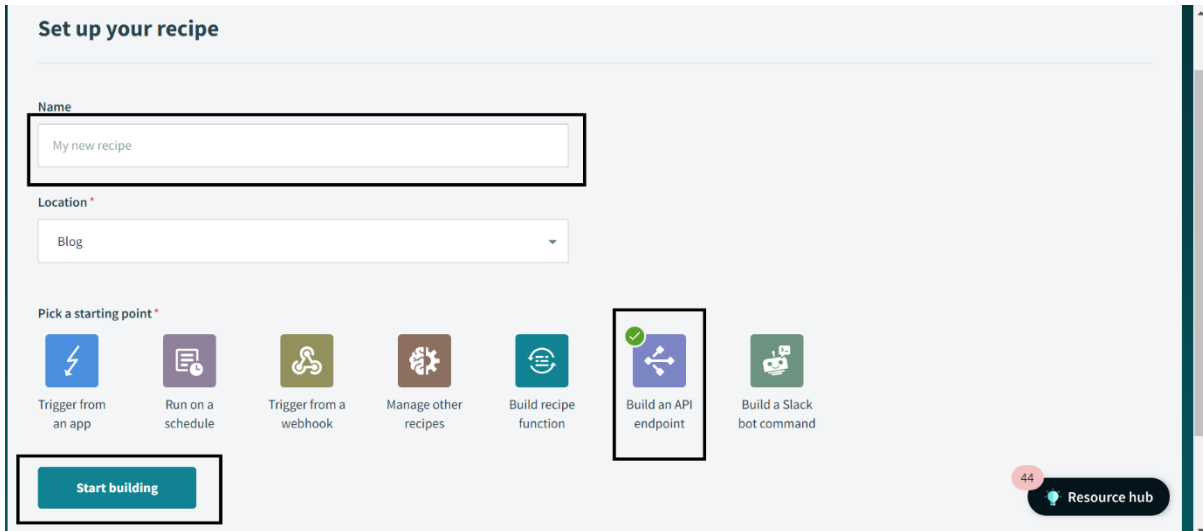 Set up your recipe
Name
My new recipe
Location *
Blog
Pick a starting point *
Trigger from
an app
Run on a
schedule
Trigger from a
webhook
Manage other
recipes
Build recipe
function
Build an API
endpoint
Build a Slack
bot command
Start building
44
Resource hub